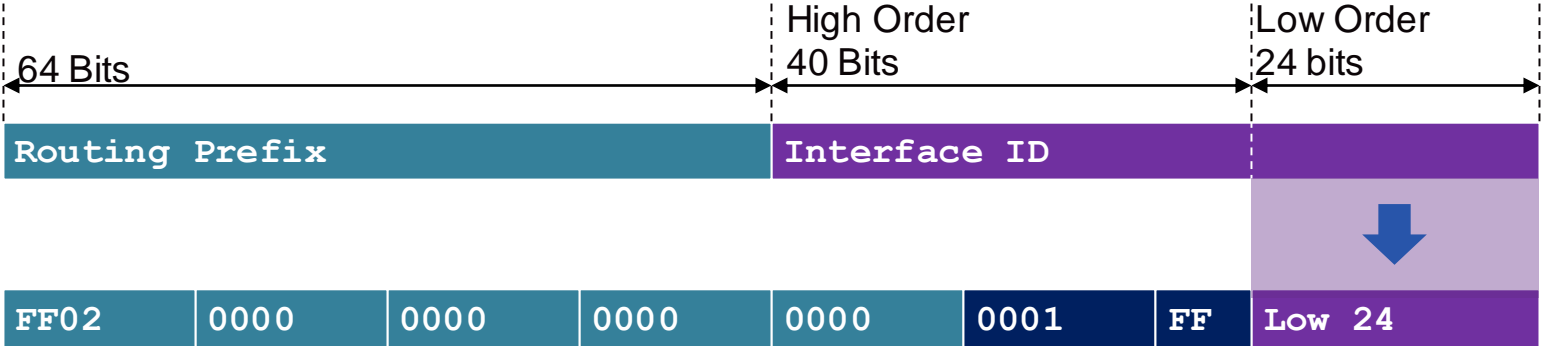 64 Bits
High Order
40 Bits
Low Order
24 bits
Routing Prefix
Interface ID
FF02 0000 0000 0000 0000 0001 FF Low 24